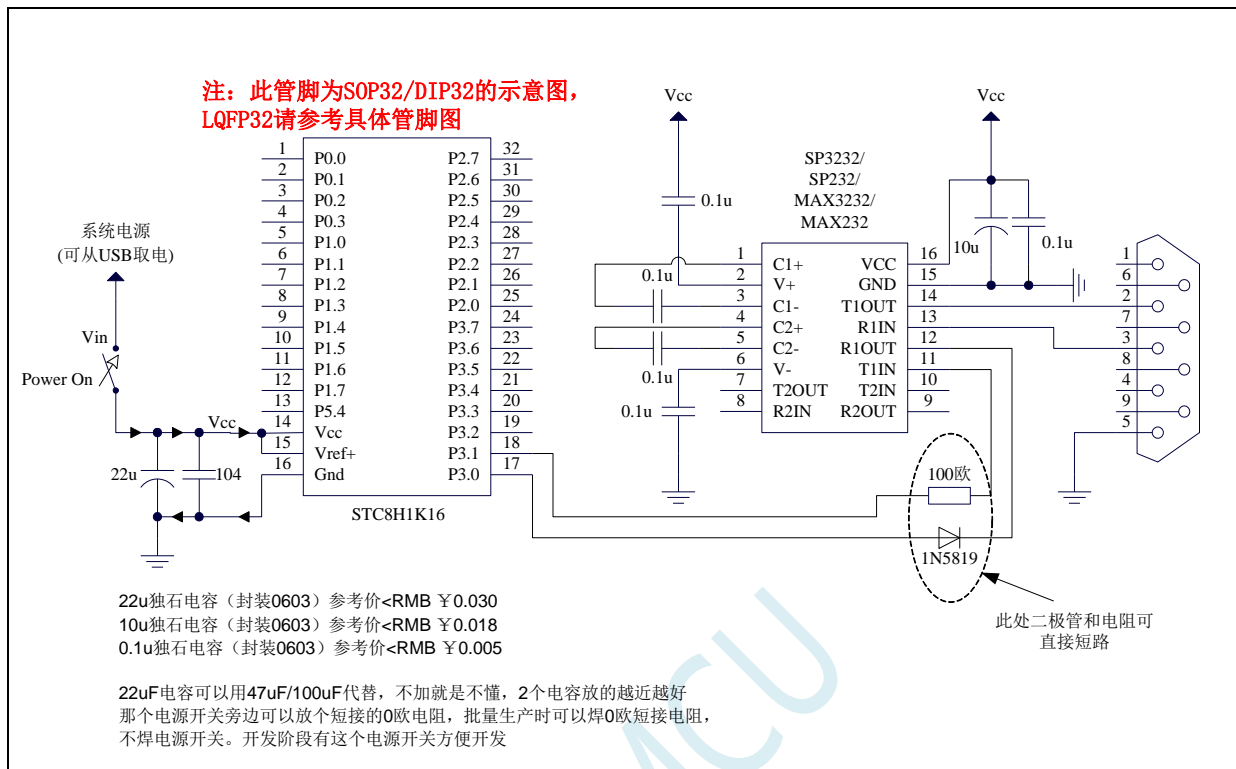 注：此管脚为SOP32/DIP32的示意图，
LQFP32请参考具体管脚图
系统电源
(可从USB取电)
Vin
Power On
Vcc
22u
104
1 P0.0
2 P0.1
3 P0.2
4 P0.3
5 P1.0
6 P1.1
7 P1.2
8 P1.3
9 P1.4
10 P1.5
11 P1.6
12 P1.7
13 P5.4
14 Vcc
15 Vref+
16 Gnd
P2.7 32
P2.6 31
P2.5 30
P2.4 29
P2.3 28
P2.2 27
P2.1 26
P2.0 25
P3.7 24
P3.6 23
P3.5 22
P3.4 21
P3.3 20
P3.2 19
P3.1 18
P3.0 17
STC8H1K16
Vcc
0.1u
0.1u
0.1u
0.1u
SP3232/
SP232/
MAX3232/
MAX232
1 C1+
2 V+
3 C1-
4 C2+
5 C2-
6 V-
7 T2OUT
8 R2IN
VCC 16
GND 15
T1OUT 14
R1IN 13
R1OUT 12
T1IN 11
T2IN 10
R2OUT 9
Vcc
10u
0.1u
1
6
2
7
3
8
4
9
5
100欧
1N5819
此处二极管和电阻可
直接短路
22u独石电容（封装0603）参考价<RMB ￥0.030
10u独石电容（封装0603）参考价<RMB ￥0.018
0.1u独石电容（封装0603）参考价<RMB ￥0.005
22uF电容可以用47uF/100uF代替，不加就是不懂，2个电容放的越近越好
那个电源开关旁边可以放个短接的0欧电阻，批量生产时可以焊0欧短接电阻，
不焊电源开关。开发阶段有这个电源开关方便开发
MCU